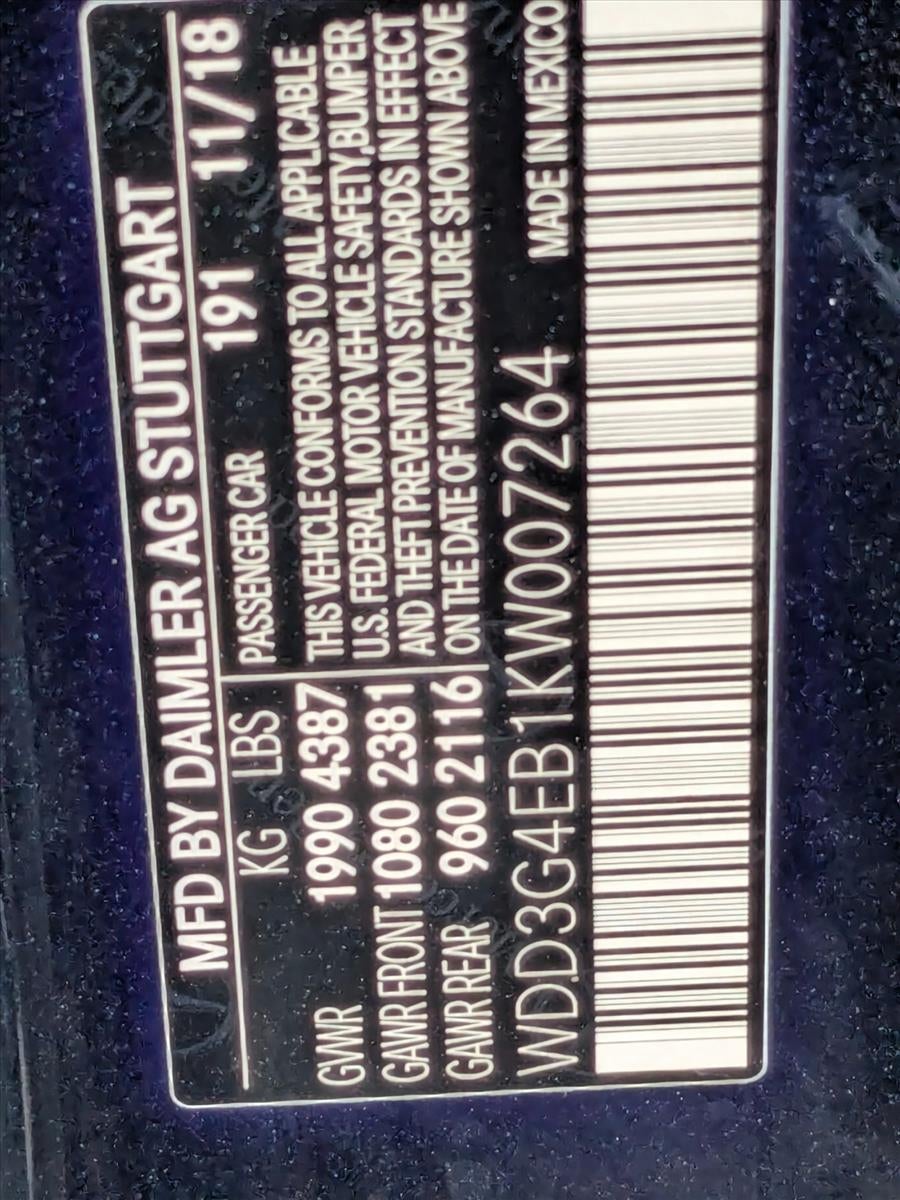 MFD BY DAIMLER AG STUTTGART
KG LBS PASSENGER CAR 191 11/18
GVWR 1990 4387 THIS VEHICLE CONFORMS TO ALL APPLICABLE
U.S. FEDERAL MOTOR VEHICLE SAFETY,BUMPER
GAWR FRONT 1080 2381 AND THEFT PREVENTION STANDARDS IN EFFECT
GAWR REAR 960 2116 ON THE DATE OF MANUFACTURE SHOWN ABOVE
WDD3G4EB1KW007264 MADE IN MEXICO